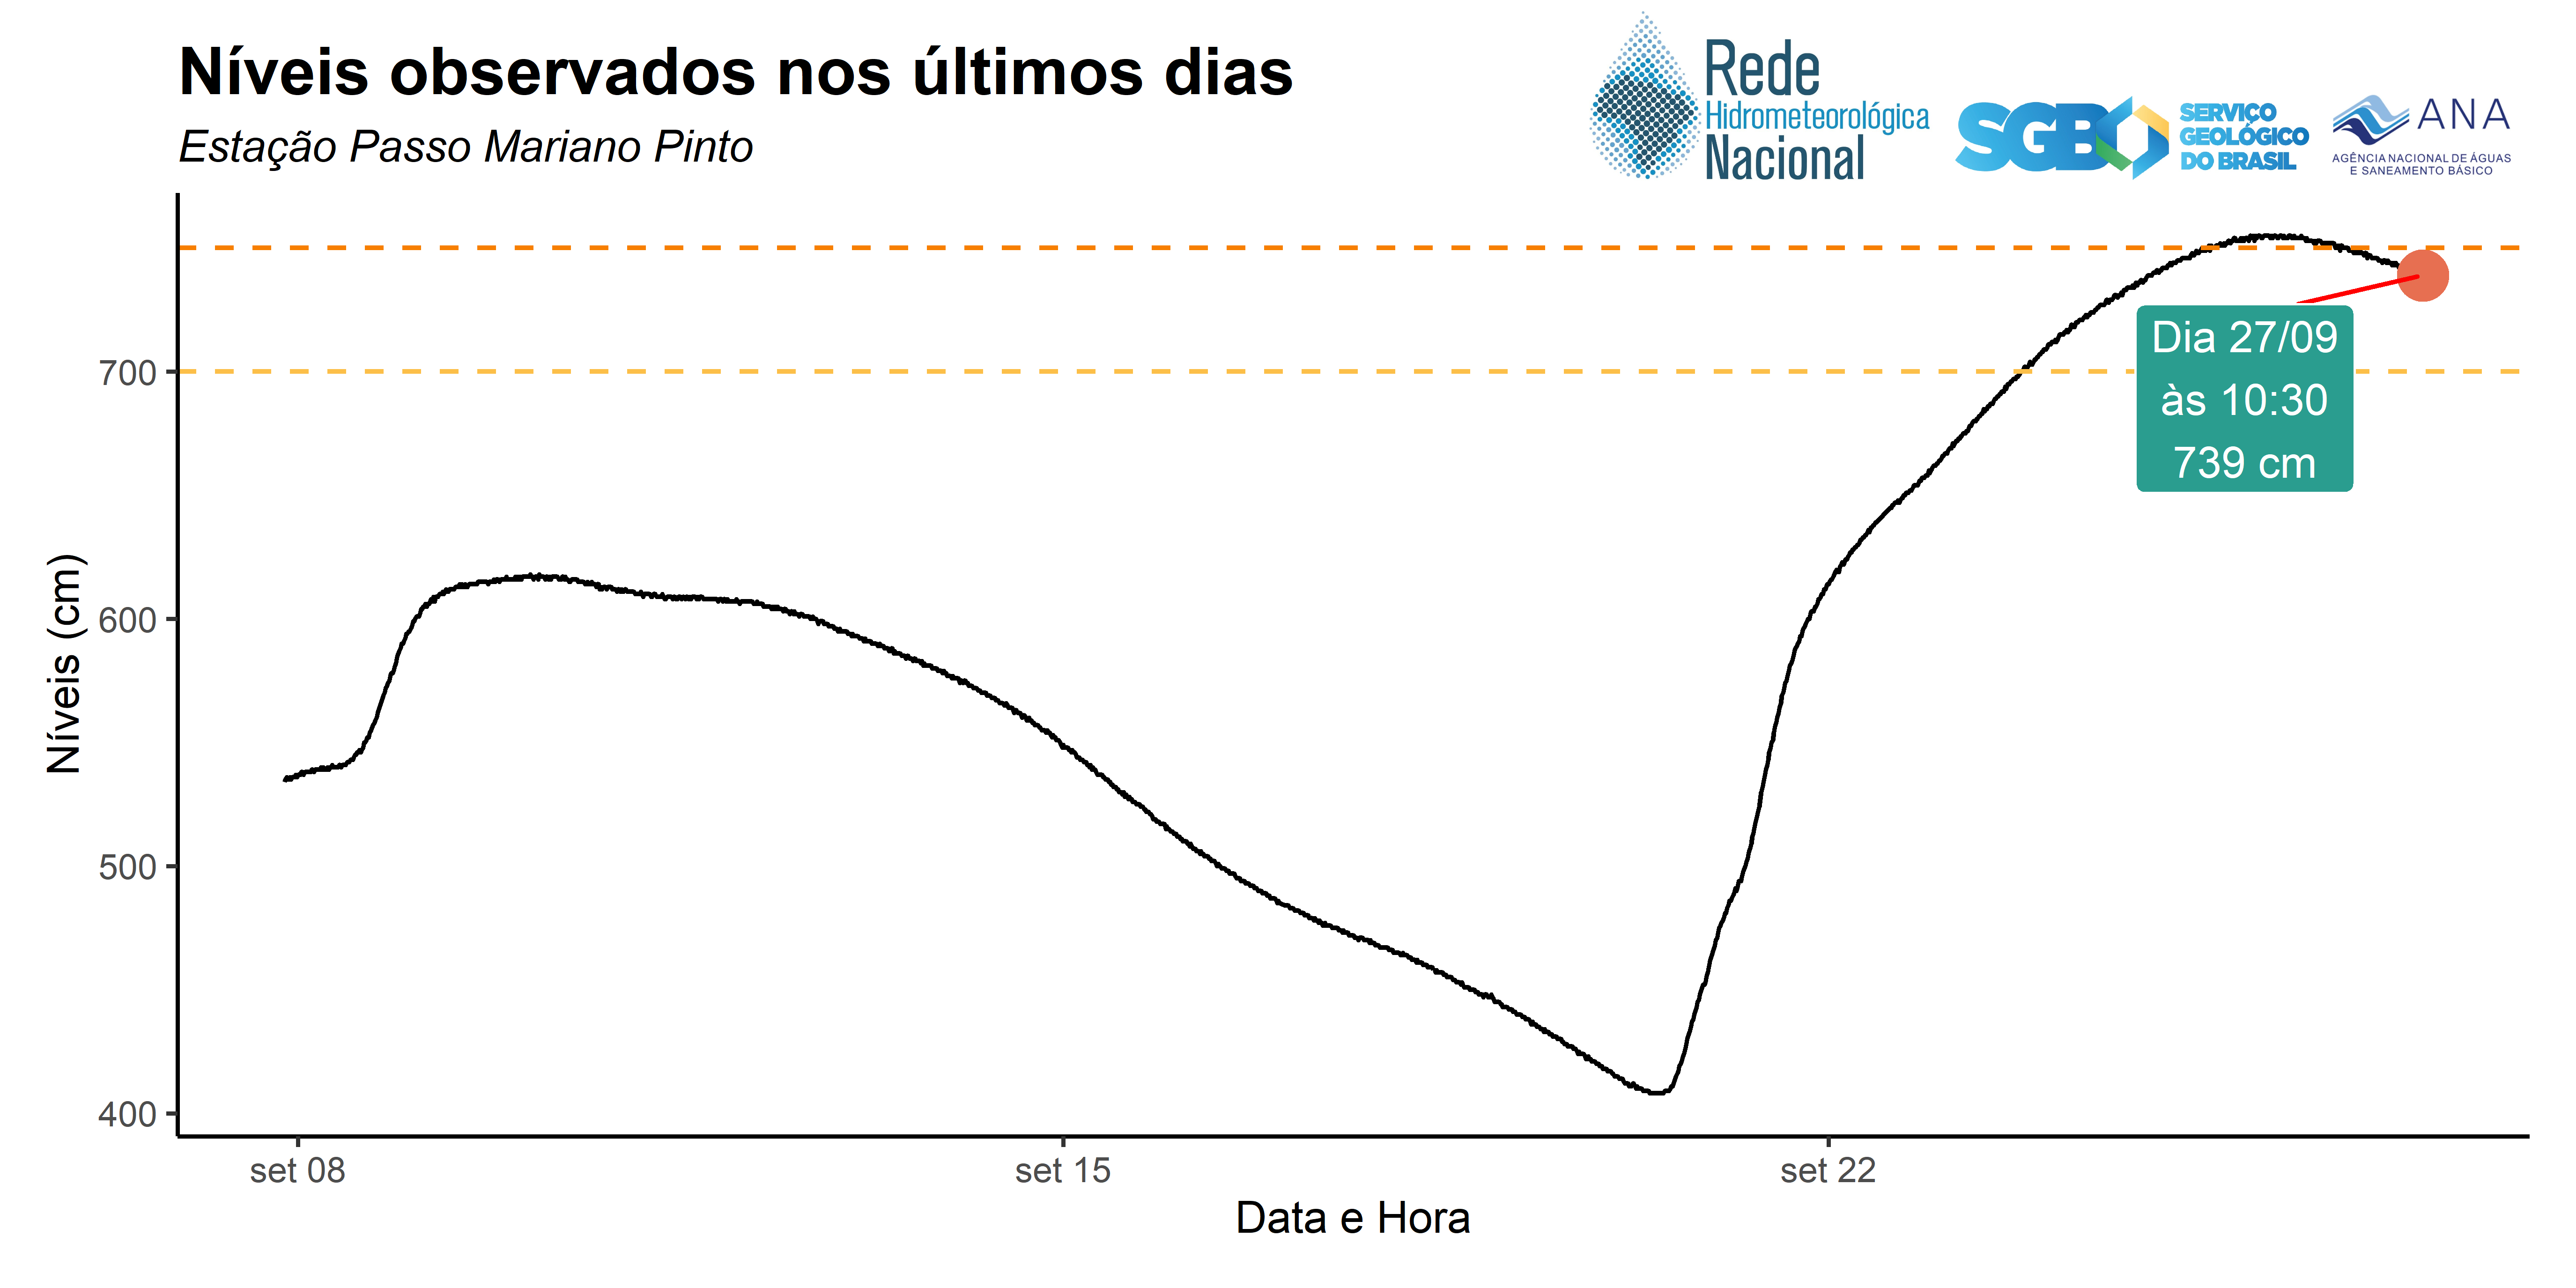 Níveis observados nos últimos dias
Estação Passo Mariano Pinto
Rede
Hidrometeorológica
Nacional
SGB
SERVIÇO
GEOLÓGICO
DO BRASIL
ANA
AGÊNCIA NACIONAL DE ÁGUAS
E SANEAMENTO BÁSICO
Níveis (cm)
700
600
500
400
Dia 27/09
às 10:30
739 cm
set 08
set 15
set 22
Data e Hora